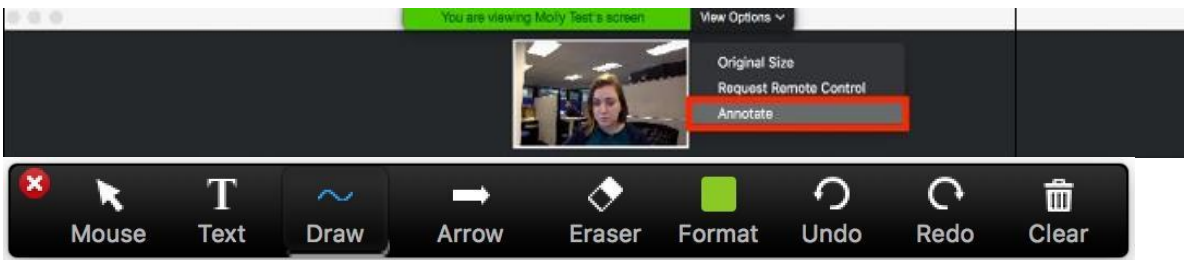 You are viewing Molly Test's screen View Options
Original Size
Request Remote Control
Annotate
Mouse Text Draw Arrow Eraser Format Undo Redo Clear